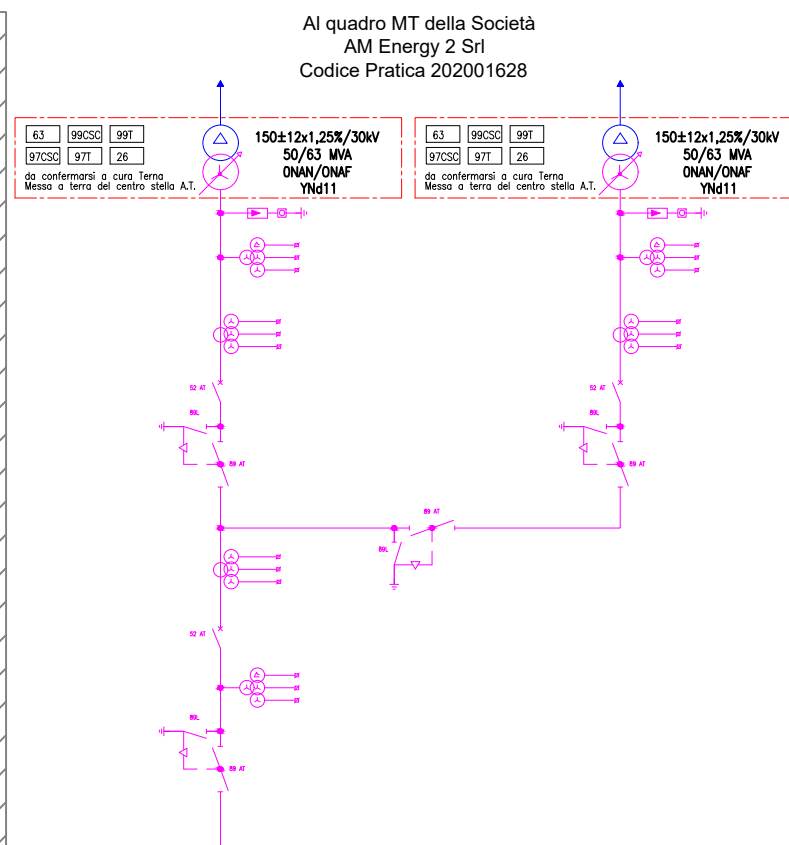 Al quadro MT della Società
AM Energy 2 Srl
Codice Pratica 202001628
63 99CSC 99T
97CSC 97T 26
da confermarsi a cura Terna
Messa a terra del centro stella A.T.
150±12x1,25%/30kV
50/63 MVA
ONAN/ONAF
YNd11
63 99CSC 99T
97CSC 97T 26
da confermarsi a cura Terna
Messa a terra del centro stella A.T.
150±12x1,25%/30kV
50/63 MVA
ONAN/ONAF
YNd11
52 AT
52 AT
89L
89L
89 AT
89 AT
89 AT
89L
52 AT
89L
89 AT